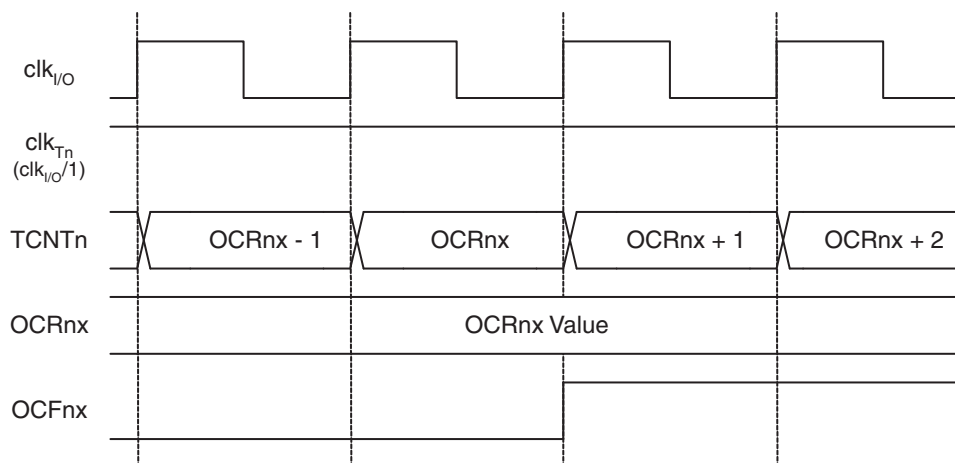 clkI/O
clkTn
(clkI/O/1)
TCNTn
OCRnx - 1
OCRnx
OCRnx + 1
OCRnx + 2
OCRnx
OCRnx Value
OCFnx